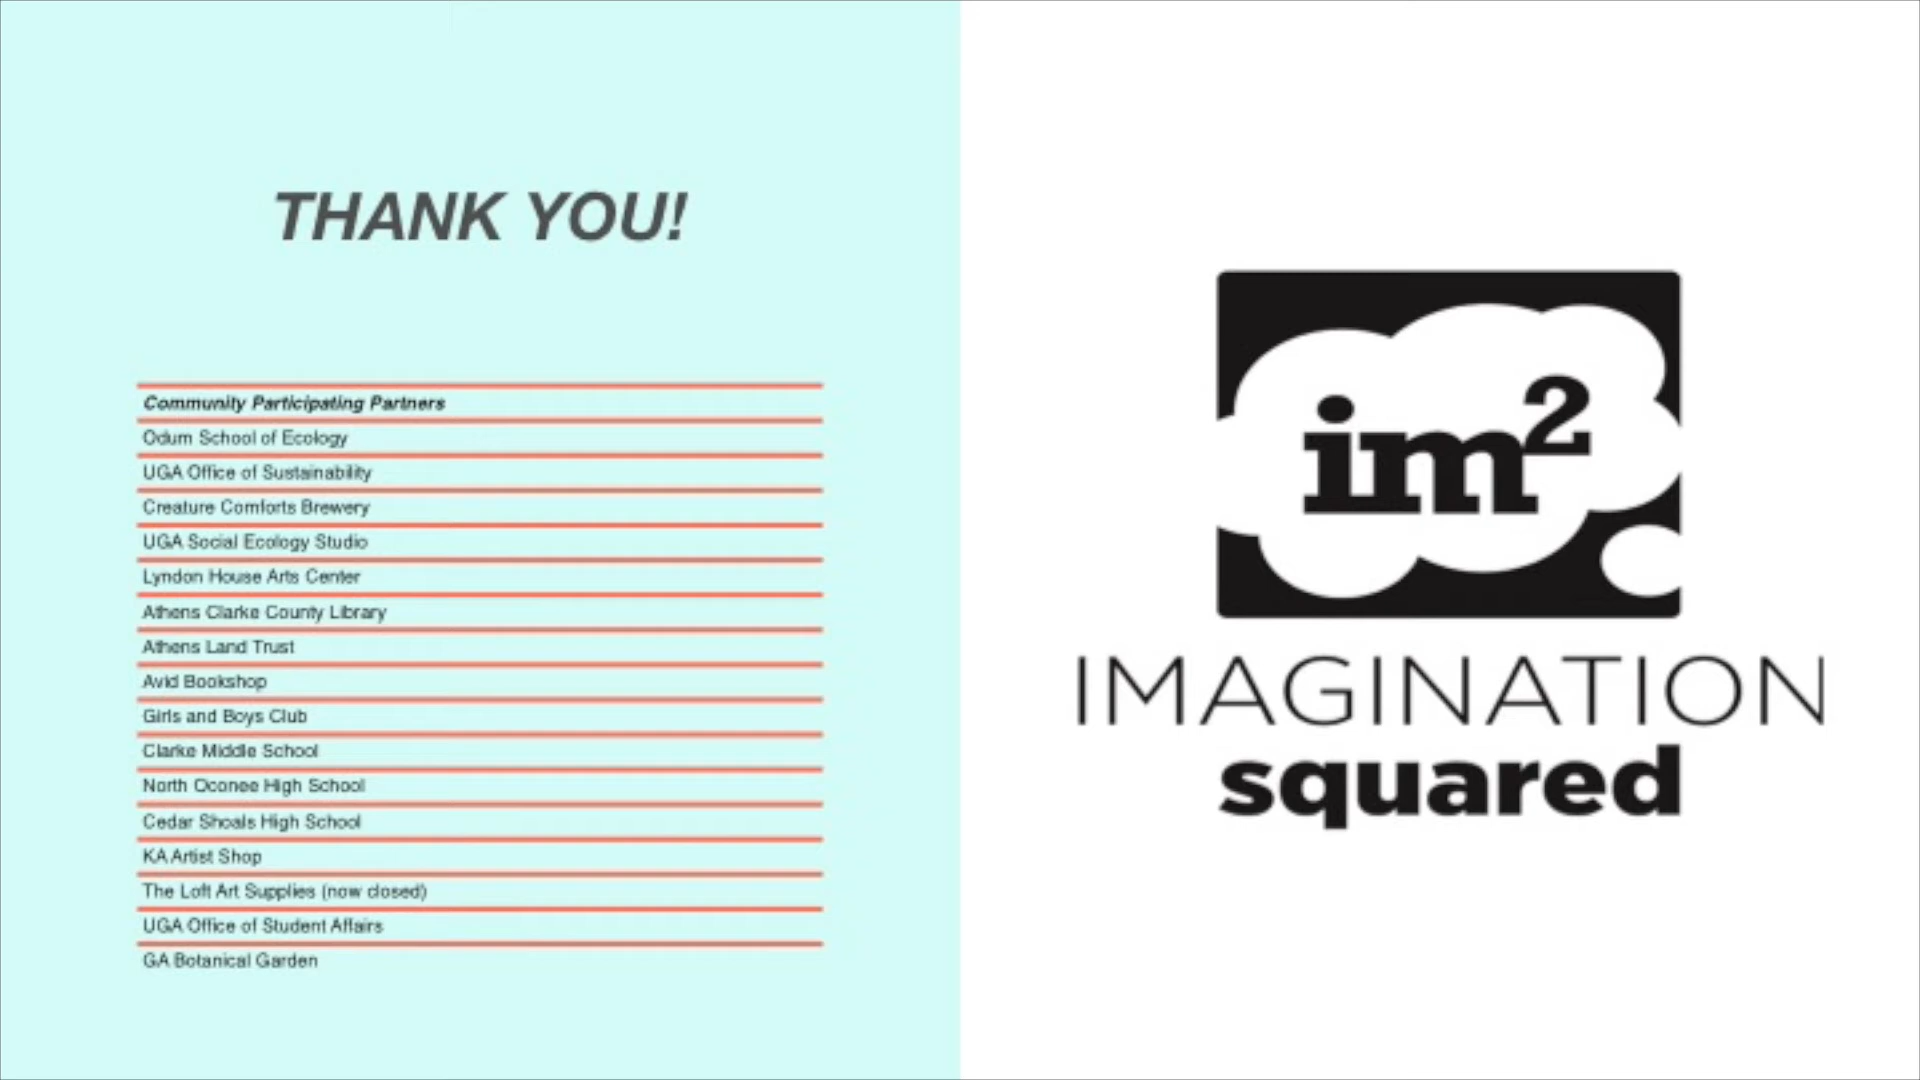 THANK YOU!
Community Participating Partners
Odum School of Ecology
UGA Office of Sustainability
Creature Comforts Brewery
UGA Social Ecology Studio
Lyndon House Arts Center
Athens Clarke County Library
Athens Land Trust
Avid Bookshop
Girls and Boys Club
Clarke Middle School
North Oconee High School
Cedar Shoals High School
KA Artist Shop
The Loft Art Supplies (now closed)
UGA Office of Student Affairs
GA Botanical Garden
im²
IMAGINATION
squared